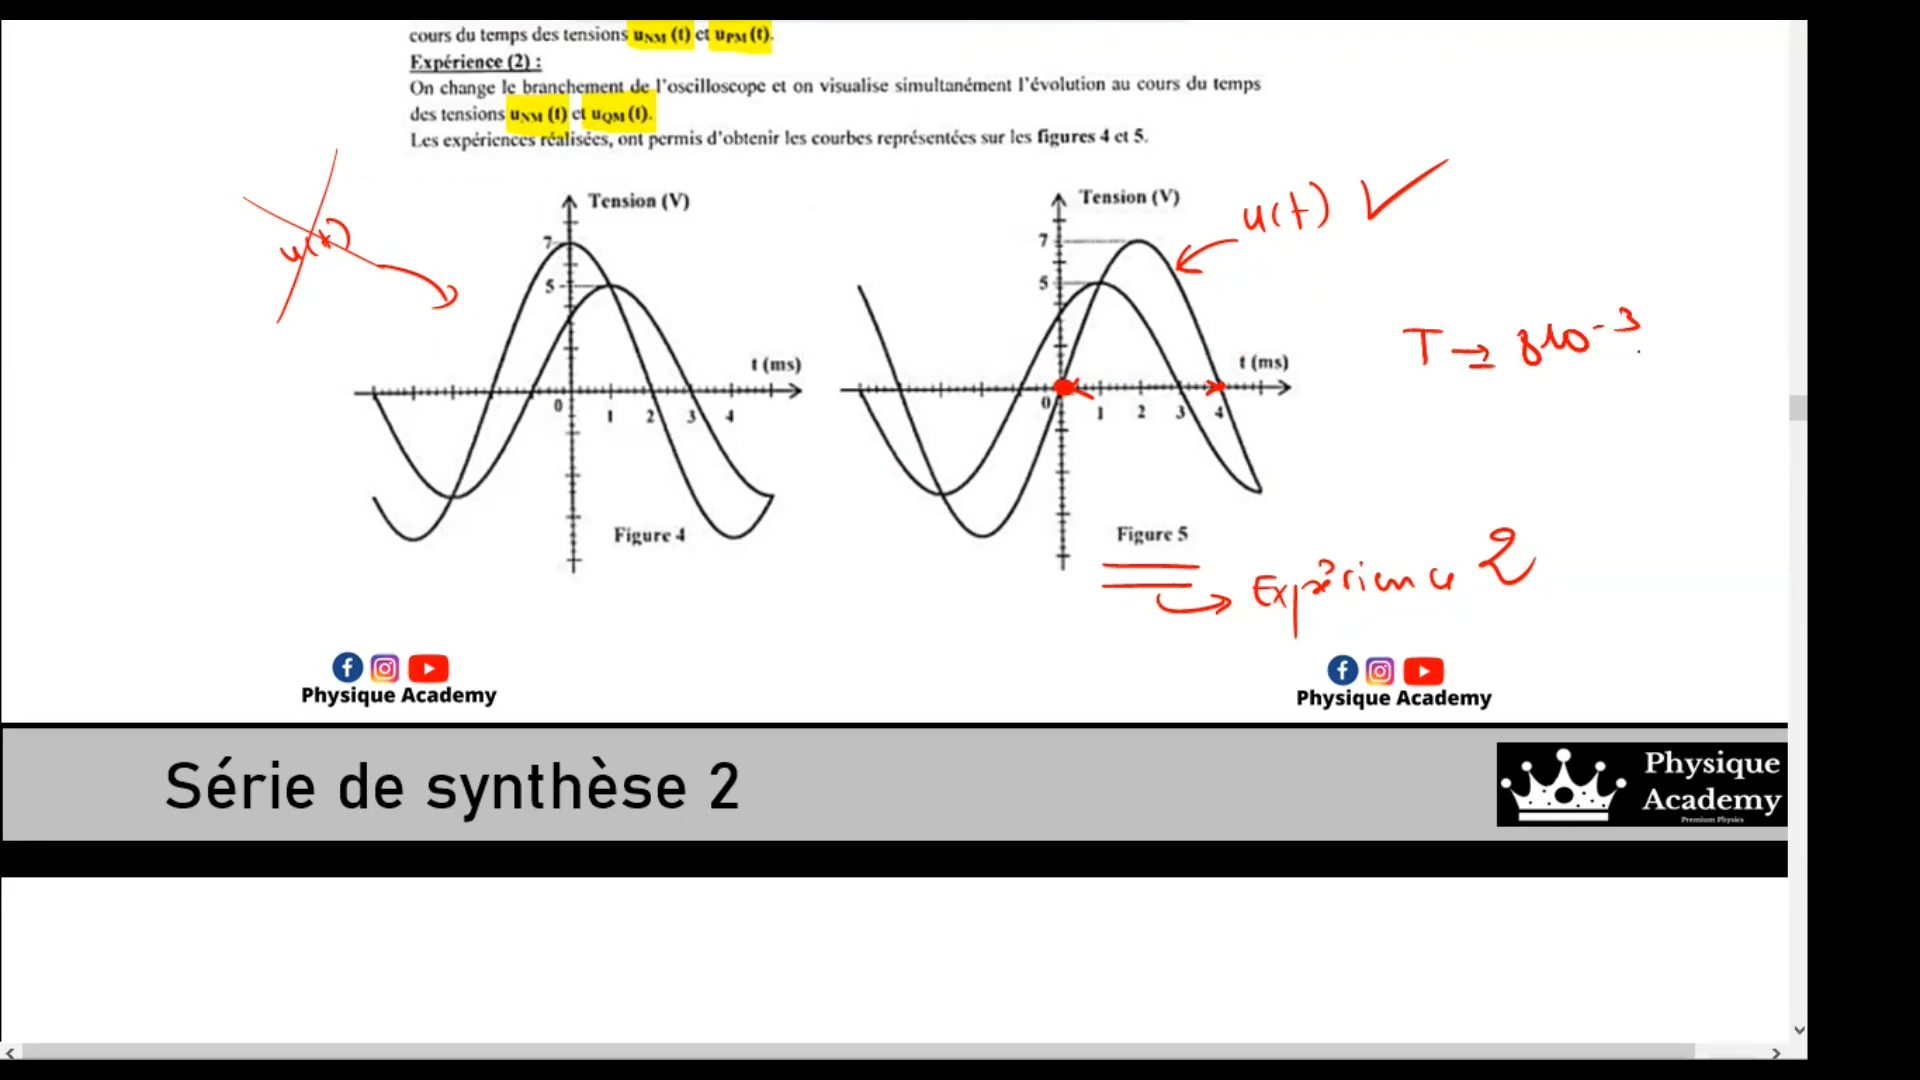 cours du temps des tensions uNM (t) et uPM (t).
Expérience (2) :
On change le branchement de l'oscilloscope et on visualise simultanément l'évolution au cours du temps
des tensions uNM (t) et uQM (t).
Les expériences réalisées, ont permis d'obtenir les courbes représentées sur les figures 4 et 5.
u(t)
Tension (V)
7
5
t (ms)
0 1 2 3 4
Figure 4
Tension (V)
u(t)
7
5
t (ms)
0 1 2 3 4
Figure 5
T = 8 10-3
Expérience 2
Physique Academy
Physique Academy
Série de synthèse 2
Physique
Academy
Premium Physics